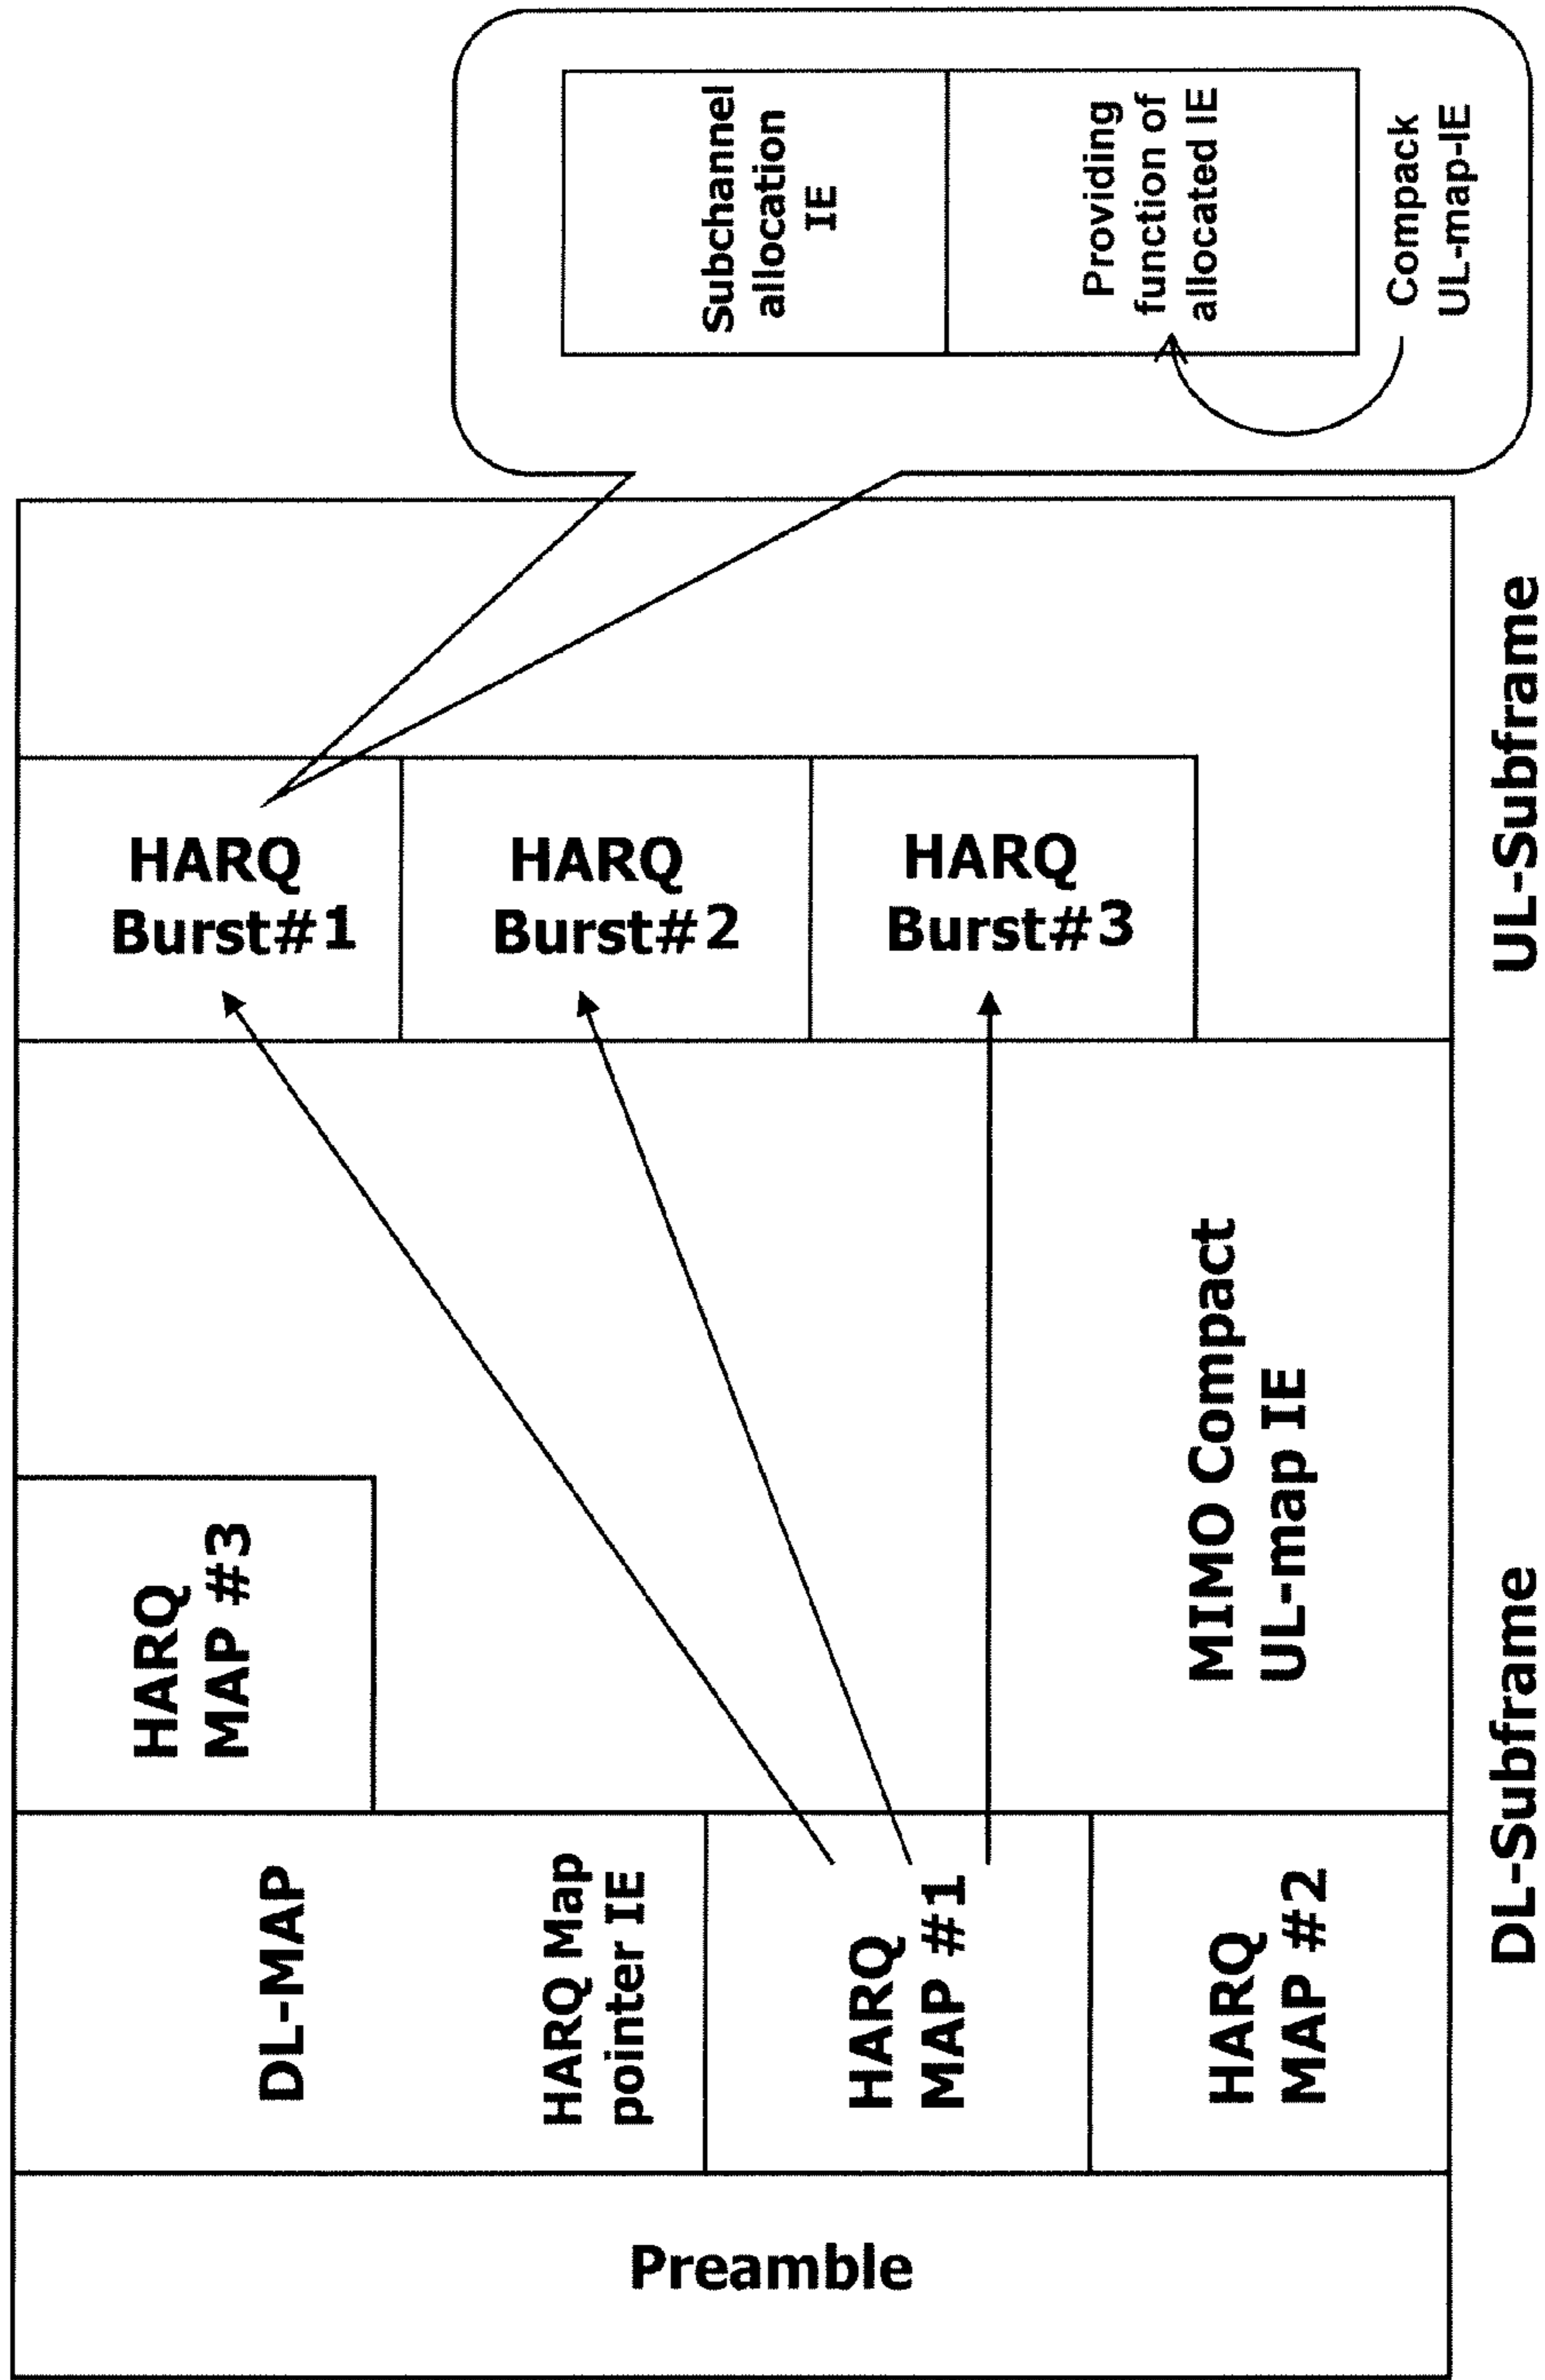 Preamble
DL-MAP
HARQ Map
pointer IE
HARQ
MAP #1
HARQ
MAP #2
HARQ
MAP #3
MIMO Compact
UL-map IE
HARQ
Burst#1
HARQ
Burst#2
HARQ
Burst#3
Subchannel
allocation
IE
Providing
function of
allocated IE
Compack
UL-map-IE
DL-Subframe
UL-Subframe